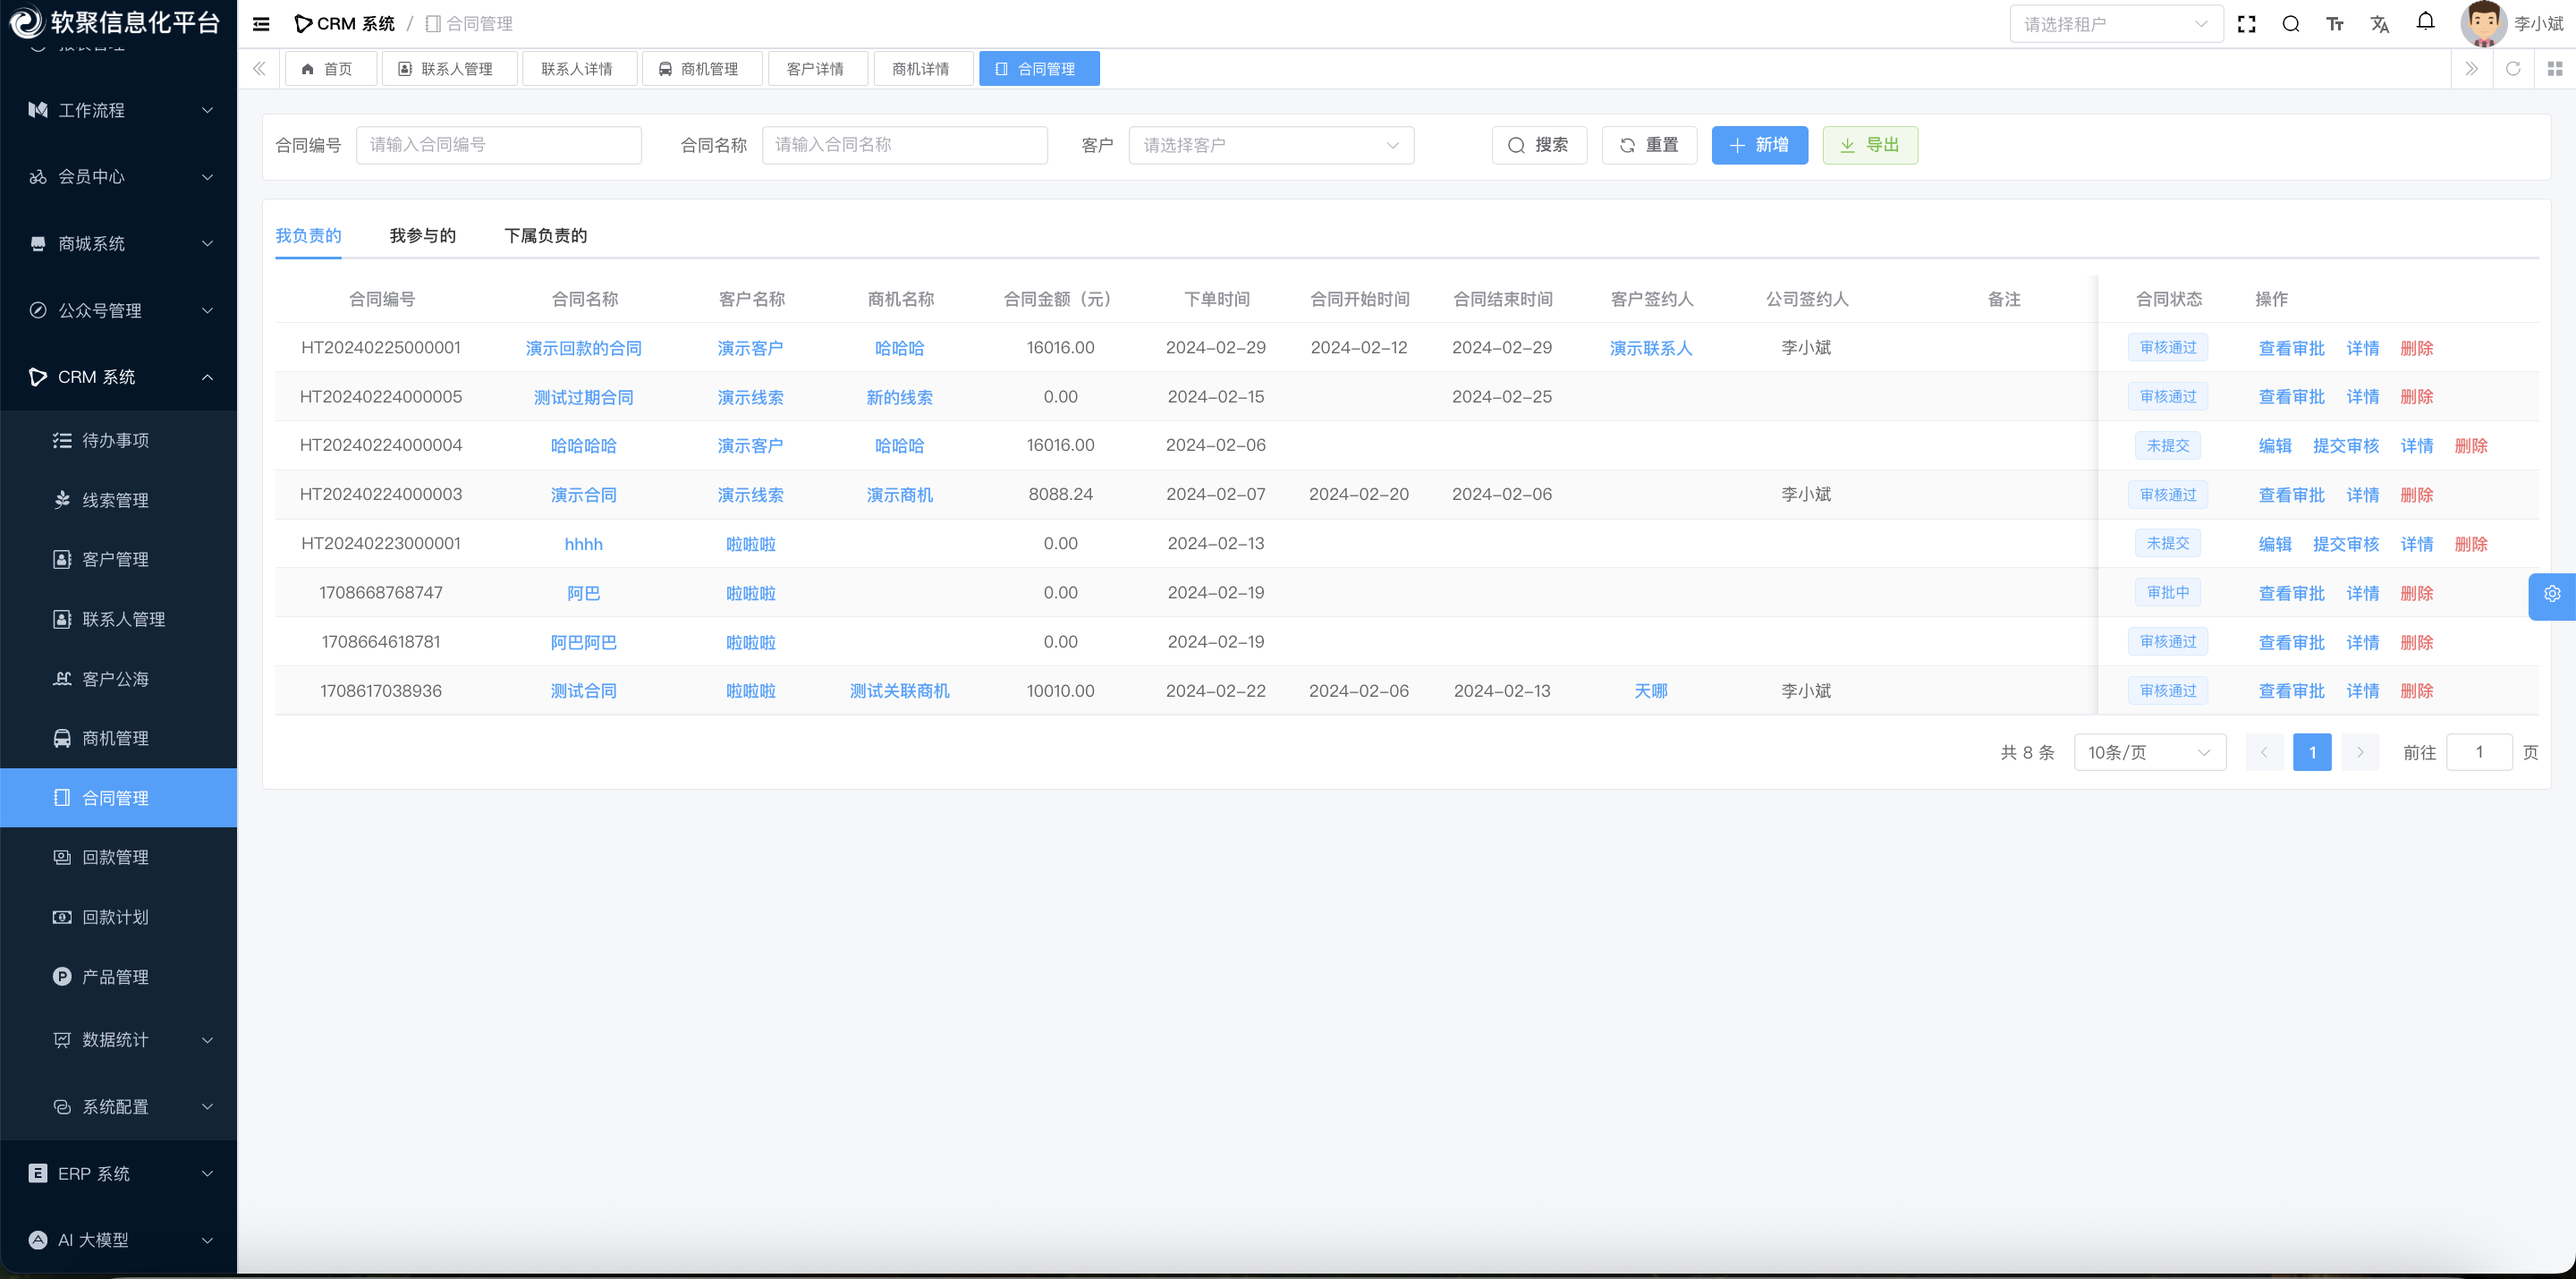 软聚信息化平台
CRM 系统 / 合同管理
请选择租户
李小斌
首页 联系人管理 联系人详情 商机管理 客户详情 商机详情 合同管理
报表管理
工作流程
会员中心
商城系统
公众号管理
CRM 系统
待办事项
线索管理
客户管理
联系人管理
客户公海
商机管理
合同管理
回款管理
回款计划
产品管理
数据统计
系统配置
ERP 系统
AI 大模型
合同编号 请输入合同编号 合同名称 请输入合同名称 客户 请选择客户 搜索 重置 新增 导出
我负责的 我参与的 下属负责的
合同编号 合同名称 客户名称 商机名称 合同金额（元） 下单时间 合同开始时间 合同结束时间 客户签约人 公司签约人 备注 合同状态 操作
HT20240225000001 演示回款的合同 演示客户 哈哈哈 16016.00 2024-02-29 2024-02-12 2024-02-29 演示联系人 李小斌 审核通过 查看审批 详情 删除
HT20240224000005 测试过期合同 演示线索 新的线索 0.00 2024-02-15 2024-02-25 审核通过 查看审批 详情 删除
HT20240224000004 哈哈哈哈 演示客户 哈哈哈 16016.00 2024-02-06 未提交 编辑 提交审核 详情 删除
HT20240224000003 演示合同 演示线索 演示商机 8088.24 2024-02-07 2024-02-20 2024-02-06 李小斌 审核通过 查看审批 详情 删除
HT20240223000001 hhhh 啦啦啦 0.00 2024-02-13 未提交 编辑 提交审核 详情 删除
1708668768747 阿巴 啦啦啦 0.00 2024-02-19 审批中 查看审批 详情 删除
1708664618781 阿巴阿巴 啦啦啦 0.00 2024-02-19 审核通过 查看审批 详情 删除
1708617038936 测试合同 啦啦啦 测试关联商机 10010.00 2024-02-22 2024-02-06 2024-02-13 天哪 李小斌 审核通过 查看审批 详情 删除
共 8 条 10条/页 1 前往 1 页